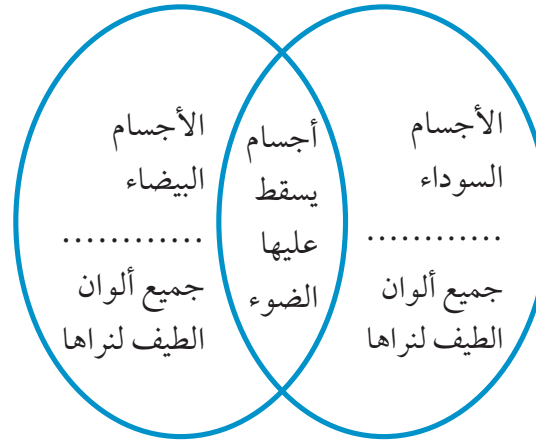 الأجسام
السوداء
............
جميع ألوان
الطيف لنراها
أجسام
يسقط
عليها
الضوء
الأجسام
البيضاء
............
جميع ألوان
الطيف لنراها